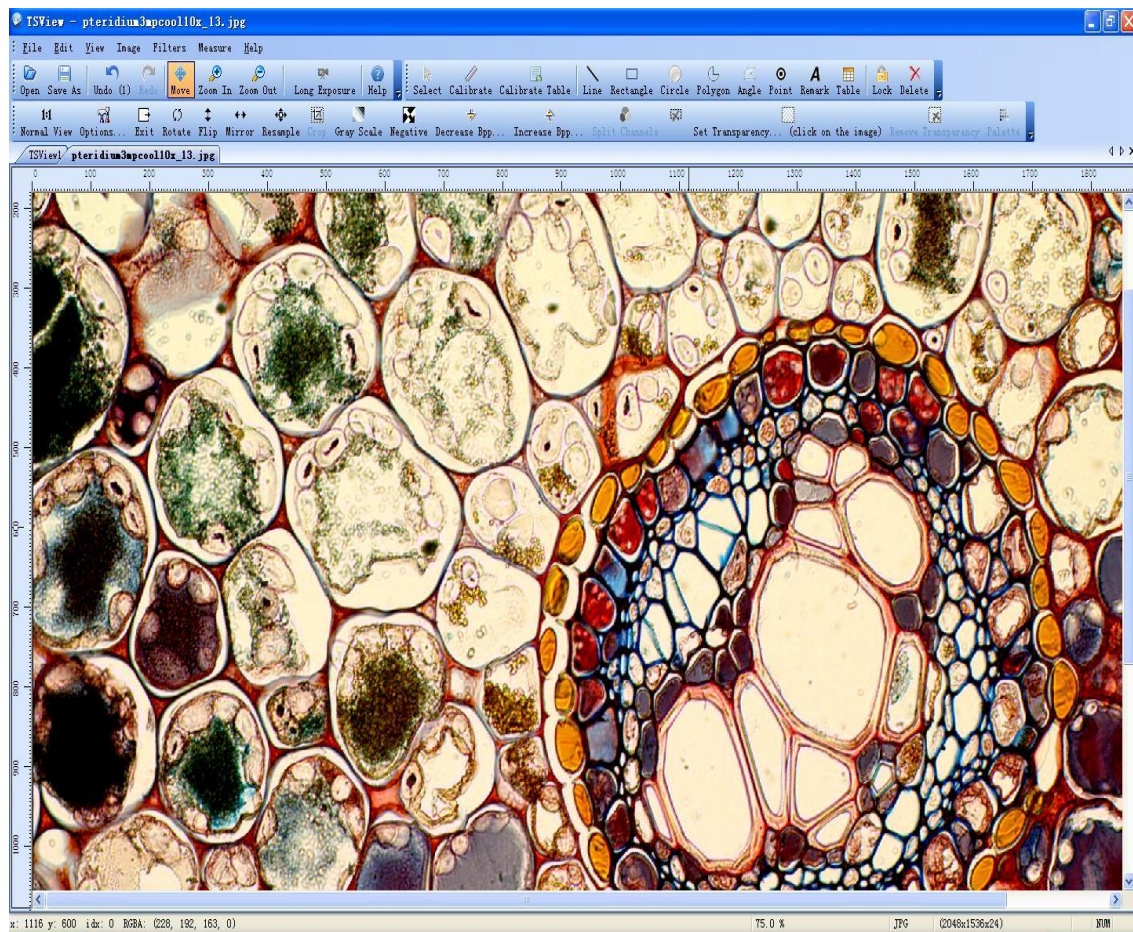 TSView - pteridium3mpcool10x_13.jpg
File Edit View Image Filters Measure Help
Open Save As Undo (1) Redo Move Zoom In Zoom Out Long Exposure Help Select Calibrate Calibrate Table Line Rectangle Circle Polygon Angle Point Remark Table Lock Delete
1:1
Normal View Options... Exit Rotate Flip Mirror Resample Crop Gray Scale Negative Decrease Bpp... Increase Bpp... Split Channels Set Transparency... (click on the image) Remove Transparency Palette
TSView1 pteridium3mpcool10x_13.jpg
0 100 200 300 400 500 600 700 800 900 1000 1100 1200 1300 1400 1500 1600 1700 1800
200
300
400
500
600
700
800
900
1000
x: 1116 y: 600 idx: 0 RGBA: (228, 192, 163, 0) 75.0 % JPG (2048x1536x24) NUM